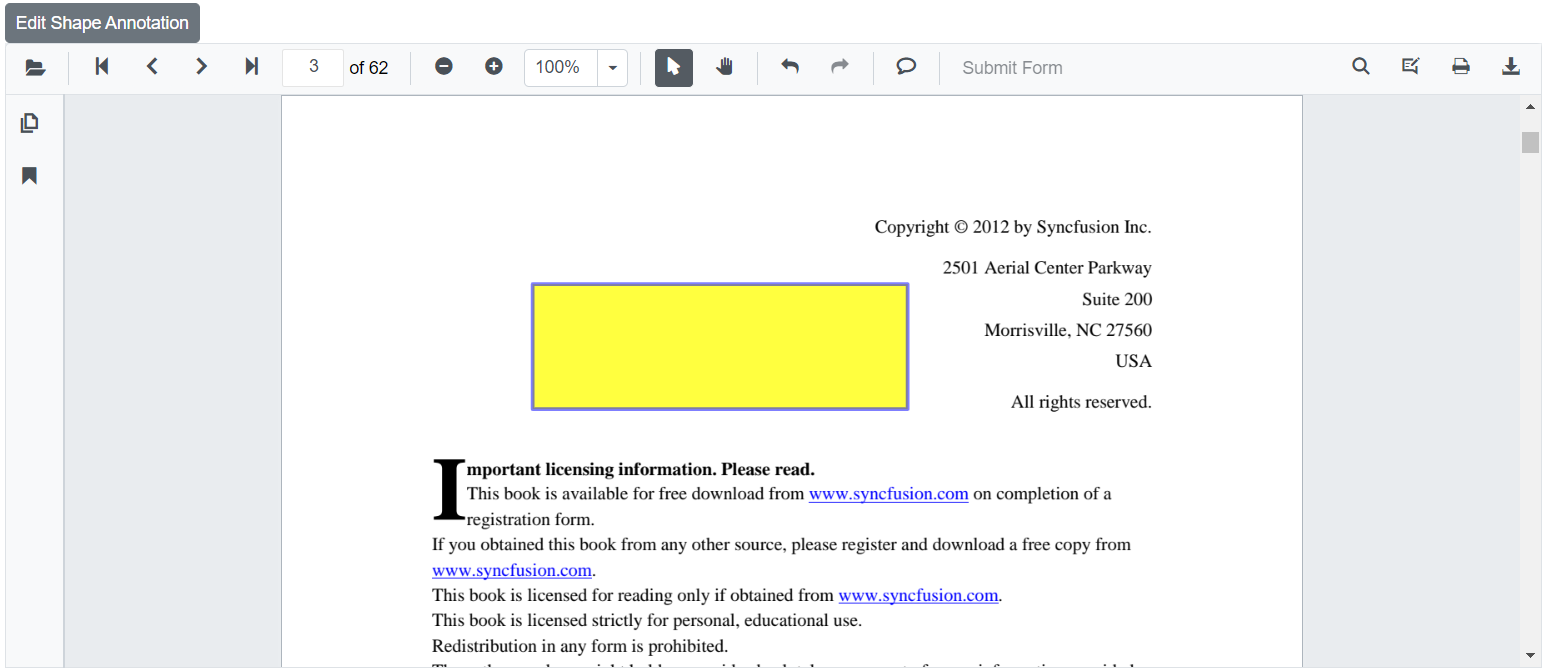 Edit Shape Annotation
3 of 62 100% Submit Form
Copyright © 2012 by Syncfusion Inc.
2501 Aerial Center Parkway
Suite 200
Morrisville, NC 27560
USA
All rights reserved.
Important licensing information. Please read.
This book is available for free download from www.syncfusion.com on completion of a
registration form.
If you obtained this book from any other source, please register and download a free copy from
www.syncfusion.com.
This book is licensed for reading only if obtained from www.syncfusion.com.
This book is licensed strictly for personal, educational use.
Redistribution in any form is prohibited.